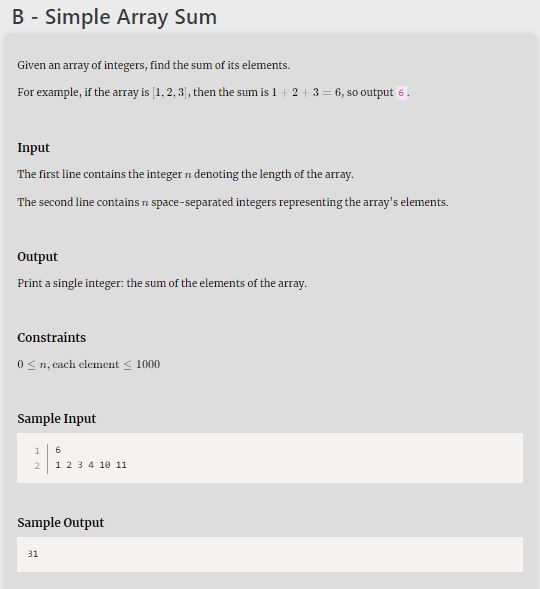 B - Simple Array Sum
Given an array of integers, find the sum of its elements.
For example, if the array is [1, 2, 3], then the sum is 1 + 2 + 3 = 6, so output 6.
Input
The first line contains the integer n denoting the length of the array.
The second line contains n space-separated integers representing the array's elements.
Output
Print a single integer: the sum of the elements of the array.
Constraints
0 ≤ n, each element ≤ 1000
Sample Input
1 6
2 1 2 3 4 10 11
Sample Output
31